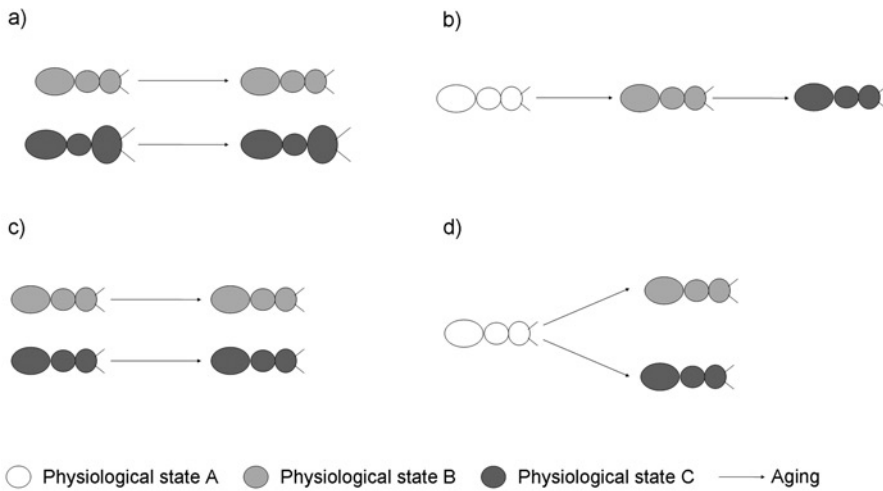 a)
b)
c)
d)
Physiological state A Physiological state B Physiological state C Aging